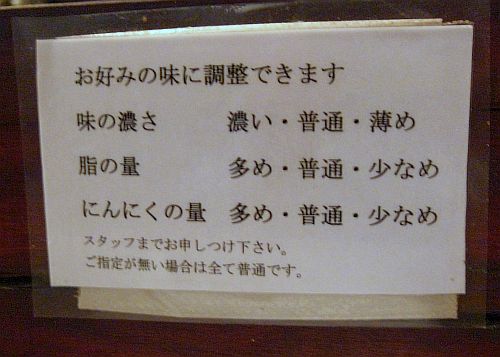 お好みの味に調整できます
味の濃さ 濃い・普通・薄め
脂の量 多め・普通・少なめ
にんにくの量 多め・普通・少なめ
スタッフまでお申しつけ下さい。
ご指定が無い場合は全て普通です。